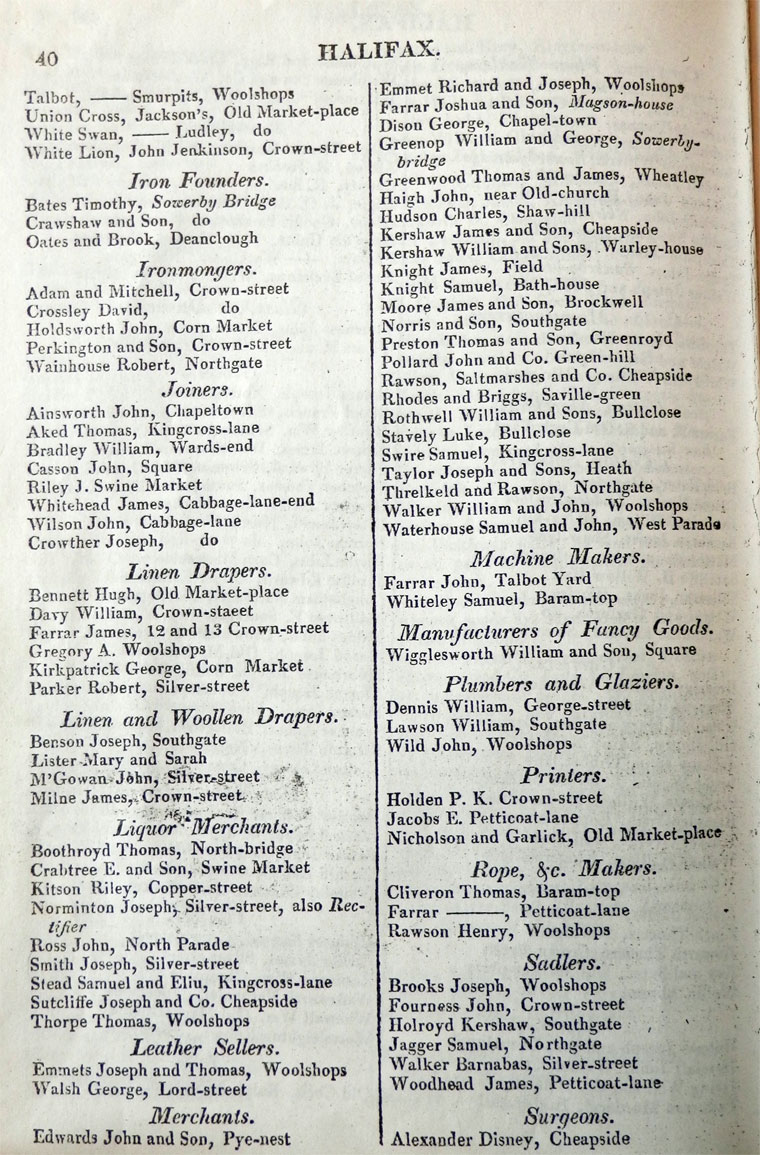 40
HALIFAX.
Talbot, —— Smurpits, Woolshops
Union Cross, Jackson's, Old Market-place
White Swan, —— Ludley, do
White Lion, John Jenkinson, Crown-street
Iron Founders.
Bates Timothy, Sowerby Bridge
Crawshaw and Son, do
Oates and Brook, Deanclough
Ironmongers.
Adam and Mitchell, Crown-street
Crossley David, do
Holdsworth John, Corn Market
Perkington and Son, Crown-street
Wainhouse Robert, Northgate
Joiners.
Ainsworth John, Chapeltown
Aked Thomas, Kingcross-lane
Bradley William, Wards-end
Casson John, Square
Riley J. Swine Market
Whitehead James, Cabbage-lane-end
Wilson John, Cabbage-lane
Crowther Joseph, do
Linen Drapers.
Bennett Hugh, Old Market-place
Davy William, Crown-staeet
Farrar James, 12 and 13 Crown-street
Gregory A. Woolshops
Kirkpatrick George, Corn Market
Parker Robert, Silver-street
Linen and Woollen Drapers.
Benson Joseph, Southgate
Lister Mary and Sarah
M'Gowan John, Silver-street
Milne James, Crown-street
Liquor Merchants.
Boothroyd Thomas, North-bridge
Crabtree E. and Son, Swine Market
Kitson Riley, Copper-street
Norminton Joseph, Silver-street, also Rec-
tifier
Ross John, North Parade
Smith Joseph, Silver-street
Stead Samuel and Eliu, Kingcross-lane
Sutcliffe Joseph and Co. Cheapside
Thorpe Thomas, Woolshops
Leather Sellers.
Emmets Joseph and Thomas, Woolshops
Walsh George, Lord-street
Merchants.
Edwards John and Son, Pye-nest
Emmet Richard and Joseph, Woolshops
Farrar Joshua and Son, Magson-house
Dison George, Chapel-town
Greenop William and George, Sowerby-
bridge
Greenwood Thomas and James, Wheatley
Haigh John, near Old-church
Hudson Charles, Shaw-hill
Kershaw James and Son, Cheapside
Kershaw William and Sons, Warley-house
Knight James, Field
Knight Samuel, Bath-house
Moore James and Son, Brockwell
Norris and Son, Southgate
Preston Thomas and Son, Greenroyd
Pollard John and Co. Green-hill
Rawson, Saltmarshes and Co. Cheapside
Rhodes and Briggs, Saville-green
Rothwell William and Sons, Bullclose
Stavely Luke, Bullclose
Swire Samuel, Kingcross-lane
Taylor Joseph and Sons, Heath
Threlkeld and Rawson, Northgate
Walker William and John, Woolshops
Waterhouse Samuel and John, West Parade
Machine Makers.
Farrar John, Talbot Yard
Whiteley Samuel, Baram-top
Manufacturers of Fancy Goods.
Wigglesworth William and Son, Square
Plumbers and Glaziers.
Dennis William, George-street
Lawson William, Southgate
Wild John, Woolshops
Printers.
Holden P. K. Crown-street
Jacobs E. Petticoat-lane
Nicholson and Garlick, Old Market-place
Rope, &c. Makers.
Cliveron Thomas, Baram-top
Farrar ———, Petticoat-lane
Rawson Henry, Woolshops
Sadlers.
Brooks Joseph, Woolshops
Fourness John, Crown-street
Holroyd Kershaw, Southgate
Jagger Samuel, Northgate
Walker Barnabas, Silver-street
Woodhead James, Petticoat-lane
Surgeons.
Alexander Disney, Cheapside